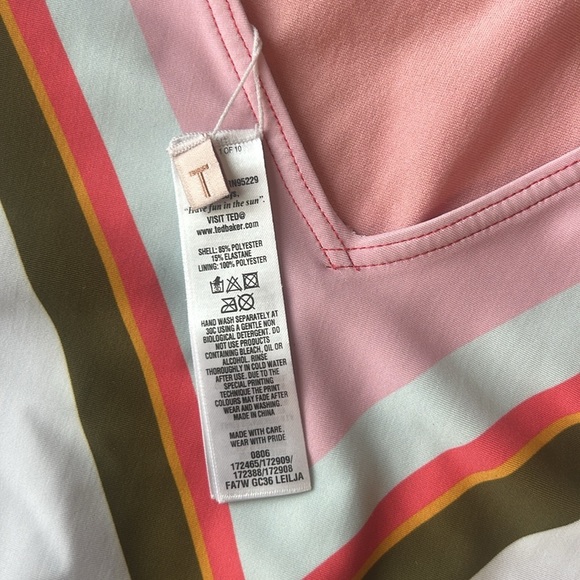 OF 10
T
"Have fun in the sun".
VISIT TED@
www.tedbaker.com
SHELL: 85% POLYESTER
15% ELASTANE
LINING: 100% POLYESTER
HAND WASH SEPARATELY AT
30C USING A GENTLE NON
BIOLOGICAL DETERGENT. DO
NOT USE PRODUCTS
CONTAINING BLEACH, OIL OR
ALCOHOL. RINSE
THOROUGHLY IN COLD WATER
AFTER USE. DUE TO THE
SPECIAL PRINTING
TECHNIQUE THE PRINT
COLOURS MAY FADE AFTER
WEAR AND WASHING.
MADE IN CHINA
MADE WITH CARE.
WEAR WITH PRIDE
0806
172465/172909/
172388/172908
FA7W GC36 LEILJA